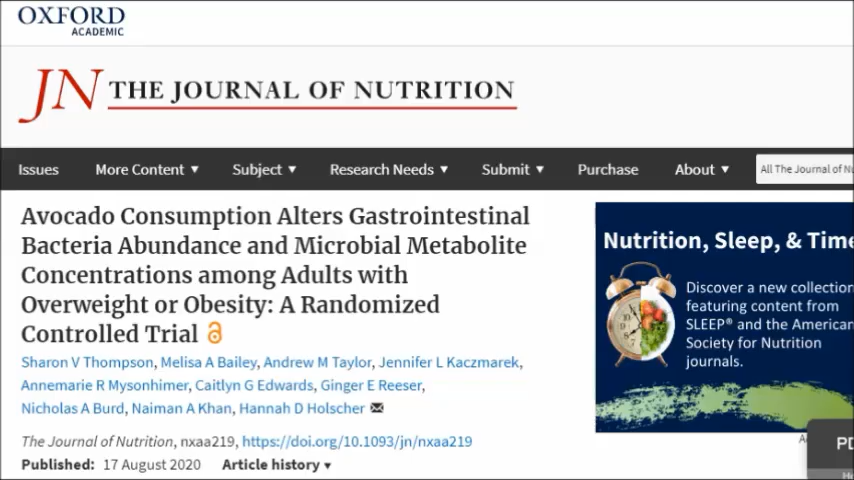 OXFORD
ACADEMIC
JN THE JOURNAL OF NUTRITION
Issues More Content ▼ Subject ▼ Research Needs ▼ Submit ▼ Purchase About ▼ All The Journal of Nu
Avocado Consumption Alters Gastrointestinal
Bacteria Abundance and Microbial Metabolite
Concentrations among Adults with
Overweight or Obesity: A Randomized
Controlled Trial
Sharon V Thompson, Melisa A Bailey, Andrew M Taylor, Jennifer L Kaczmarek,
Annemarie R Mysonhimer, Caitlyn G Edwards, Ginger E Reeser,
Nicholas A Burd, Naiman A Khan, Hannah D Holscher
The Journal of Nutrition, nxaa219, https://doi.org/10.1093/jn/nxaa219
Published: 17 August 2020 Article history ▼
Nutrition, Sleep, & Time
Discover a new collection
featuring content from
SLEEP® and the American
Society for Nutrition
journals.
PD